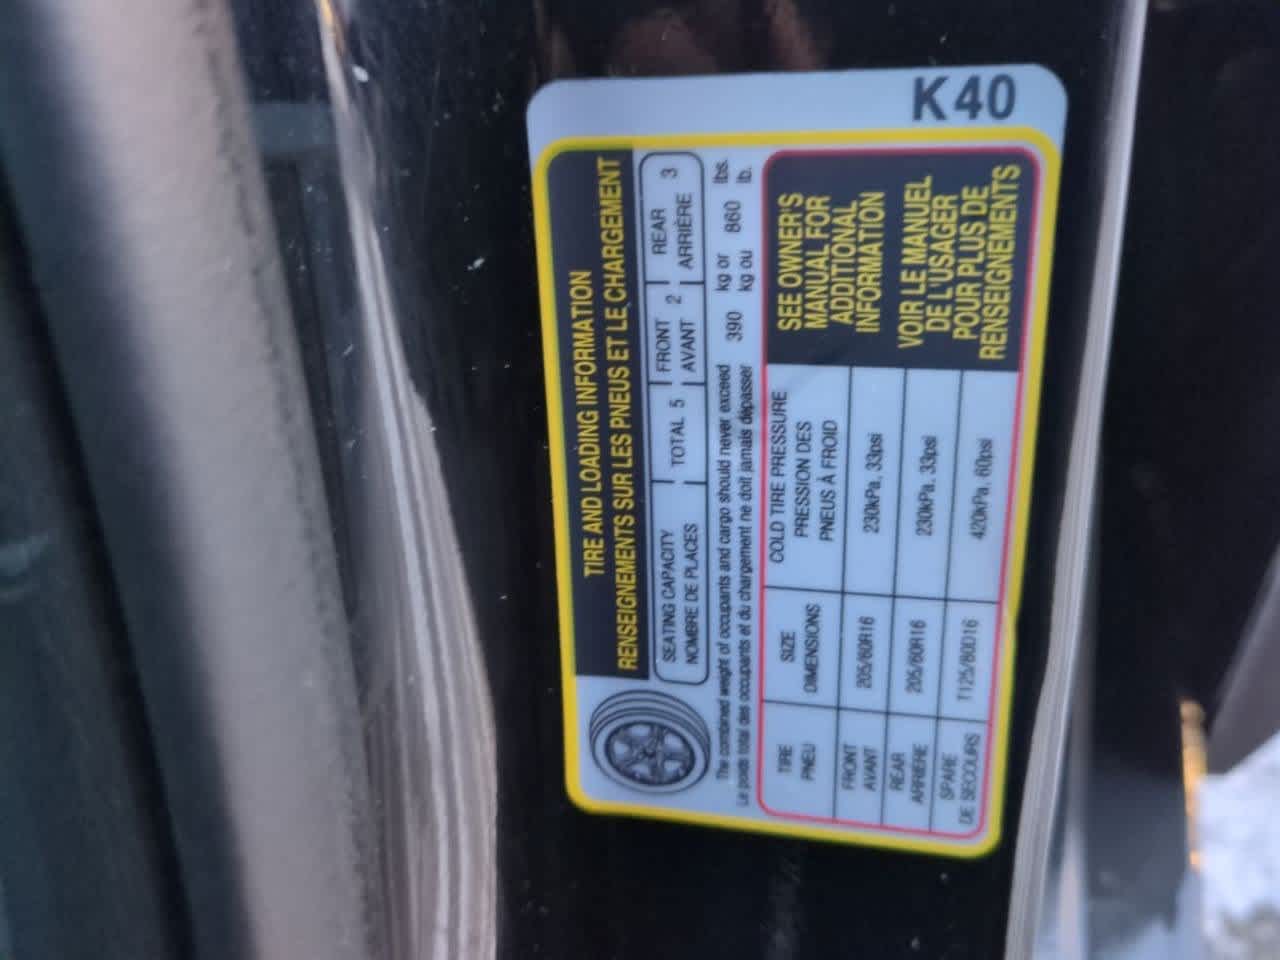 K40
TIRE AND LOADING INFORMATION
RENSEIGNEMENTS SUR LES PNEUS ET LE CHARGEMENT
SEATING CAPACITY TOTAL 5 FRONT 2 REAR 3
NOMBRE DE PLACES AVANT ARRIÈRE
The combined weight of occupants and cargo should never exceed 390 kg or 860 lbs.
Le poids total des occupants et du chargement ne doit jamais dépasser kg ou lb.
TIRE SIZE COLD TIRE PRESSURE
PNEU DIMENSIONS PRESSION DES
PNEUS À FROID
FRONT 205/60R16 230kPa, 33psi
AVANT
REAR 205/60R16 230kPa, 33psi
ARRIÈRE
SPARE T125/80D16 420kPa, 60psi
DE SECOURS
SEE OWNER'S
MANUAL FOR
ADDITIONAL
INFORMATION
VOIR LE MANUEL
DE L'USAGER
POUR PLUS DE
RENSEIGNEMENTS